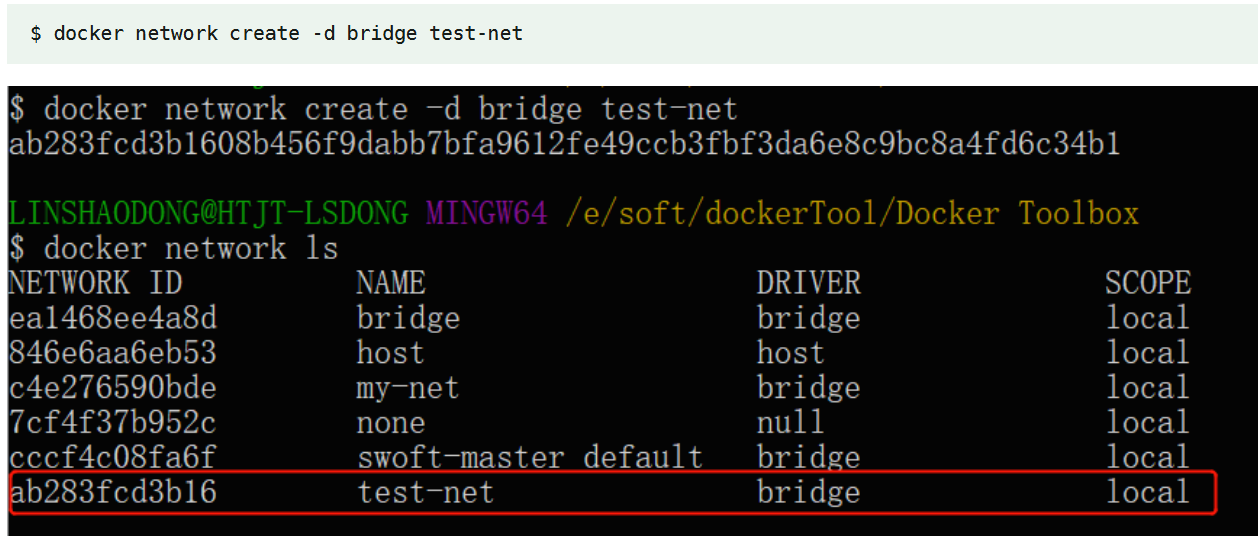 $ docker network create -d bridge test-net
$ docker network create -d bridge test-net
ab283fcd3b1608b456f9dabb7bfa9612fe49ccb3fbf3da6e8c9bc8a4fd6c34b1
LINSHAODONG@HTJT-LSDONG MINGW64 /e/soft/dockerTool/Docker Toolbox
$ docker network ls
NETWORK ID NAME DRIVER SCOPE
ea1468ee4a8d bridge bridge local
846e6aa6eb53 host host local
c4e276590bde my-net bridge local
7cf4f37b952c none null local
cccf4c08fa6f swoft-master_default bridge local
ab283fcd3b16 test-net bridge local